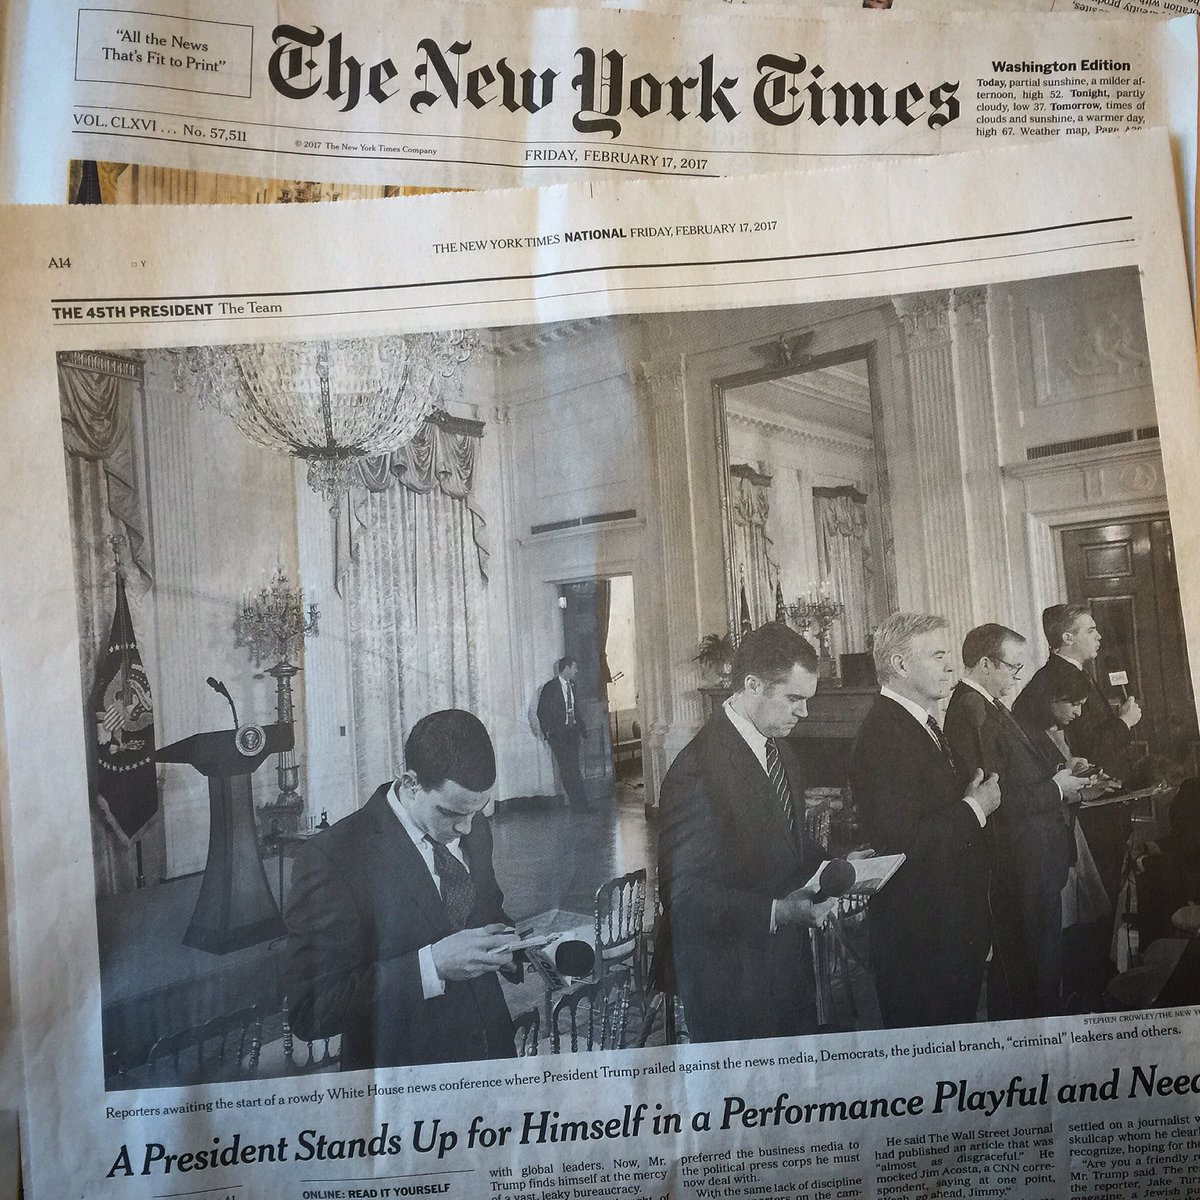 "All the News
That's Fit to Print"
The New York Times
Washington Edition
Today, partial sunshine, a milder af-
ternoon, high 52. Tonight, partly
cloudy, low 37. Tomorrow, times of
clouds and sunshine, a warmer day,
high 67. Weather map, Page
VOL. CLXVI . . . No. 57,511
© 2017 The New York Times Company
FRIDAY, FEBRUARY 17, 2017
A14
THE NEW YORK TIMES NATIONAL FRIDAY, FEBRUARY 17, 2017
THE 45TH PRESIDENT The Team
STEPHEN CROWLEY/THE NEW
Reporters awaiting the start of a rowdy White House news conference where President Trump railed against the news media, Democrats, the judicial branch, "criminal" leakers and others.
A President Stands Up for Himself in a Performance Playful and
ONLINE: READ IT YOURSELF
with global leaders. Now, Mr.
Trump finds himself at the mercy
of a vast, leaky bureaucracy.
preferred the business media to
the political press corps he must
now deal with.
With the same lack of discipline
He said The Wall Street Journal
had published an article that was
"almost as disgraceful." He
mocked Jim Acosta, a CNN corre-
spondent, saying at one point,
go ahead, Jimmy."
settled on a journalist
skullcap whom he
recognize, hoping for
"Are you a friendly
Mr. Trump said. The
the reporter, Jake
a Jewish